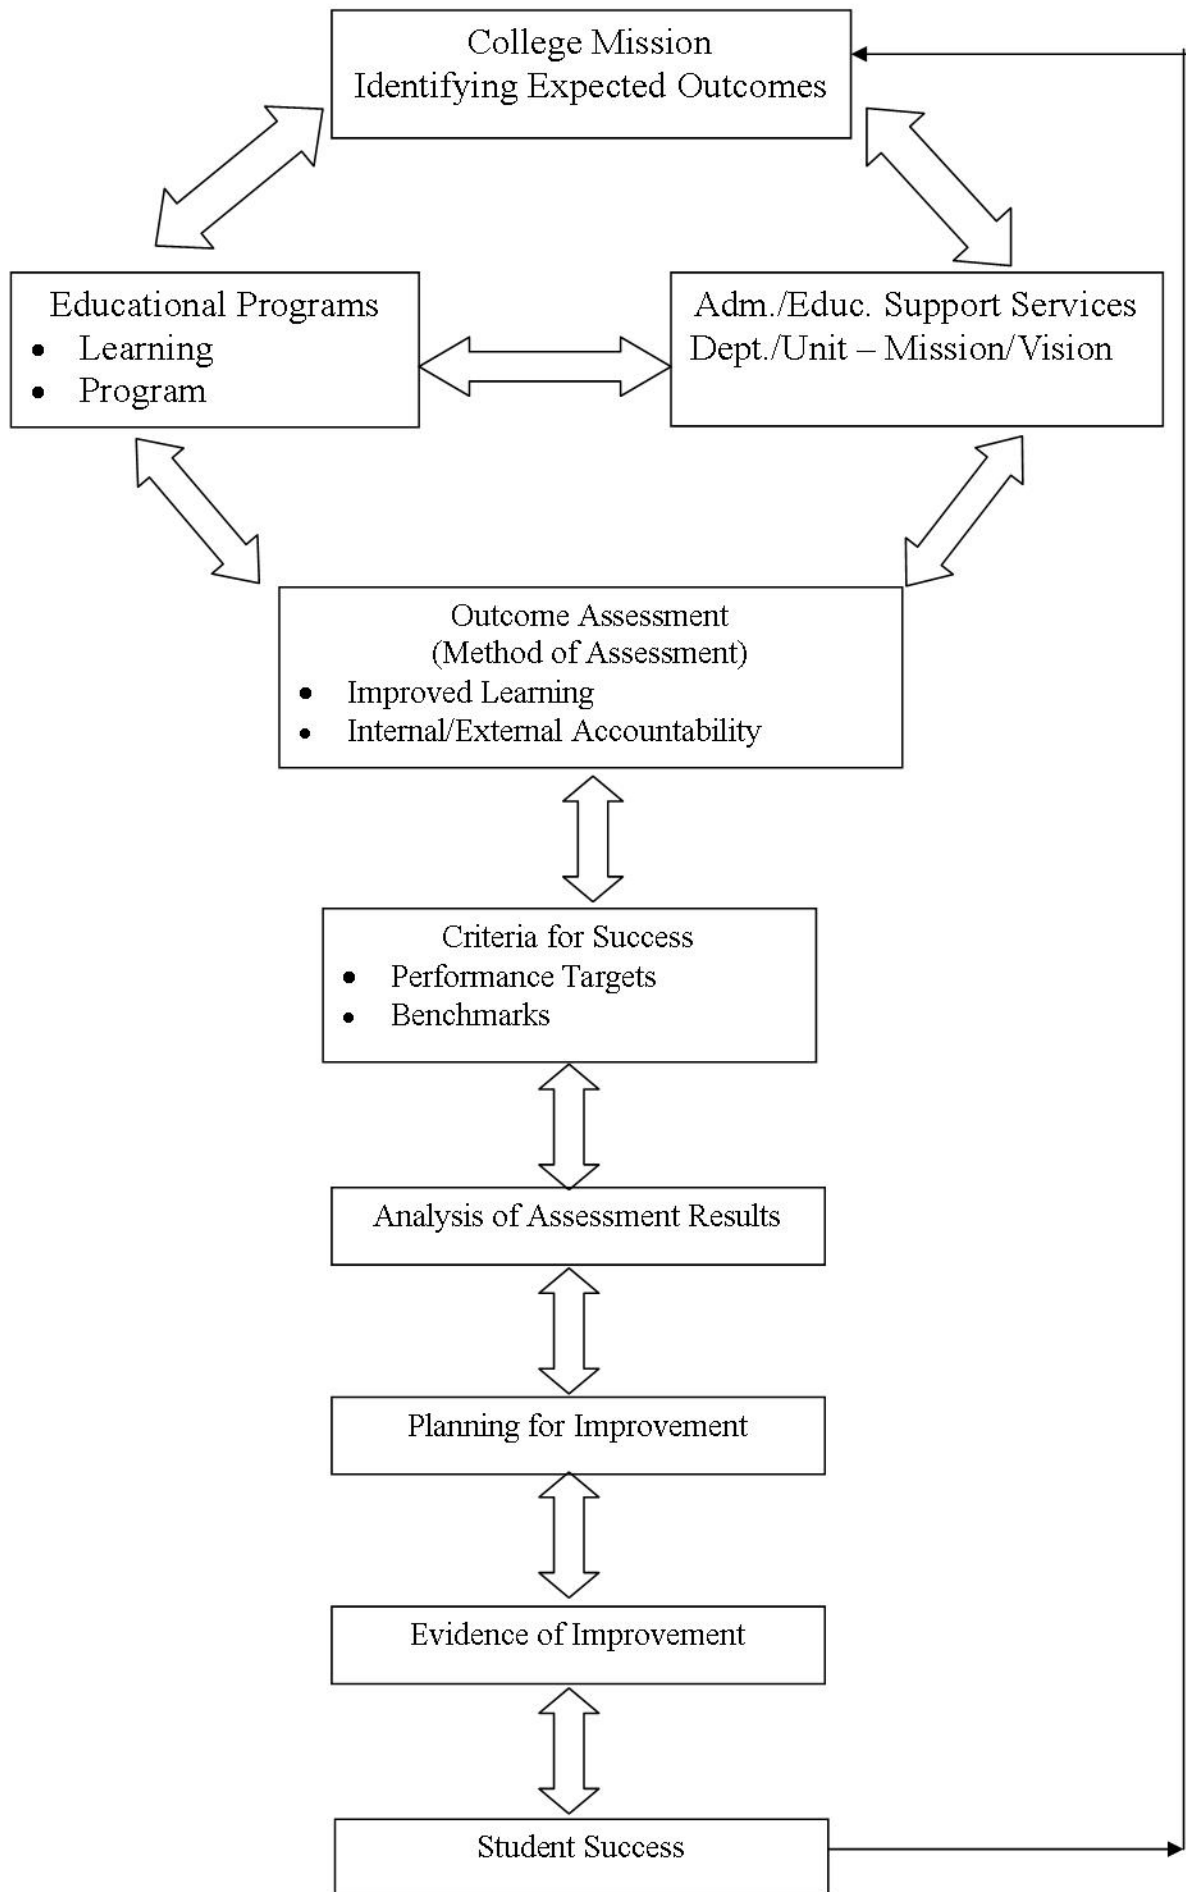 College Mission
Identifying Expected Outcomes
Educational Programs
• Learning
• Program
Adm./Educ. Support Services
Dept./Unit – Mission/Vision
Outcome Assessment
(Method of Assessment)
• Improved Learning
• Internal/External Accountability
Criteria for Success
• Performance Targets
• Benchmarks
Analysis of Assessment Results
Planning for Improvement
Evidence of Improvement
Student Success